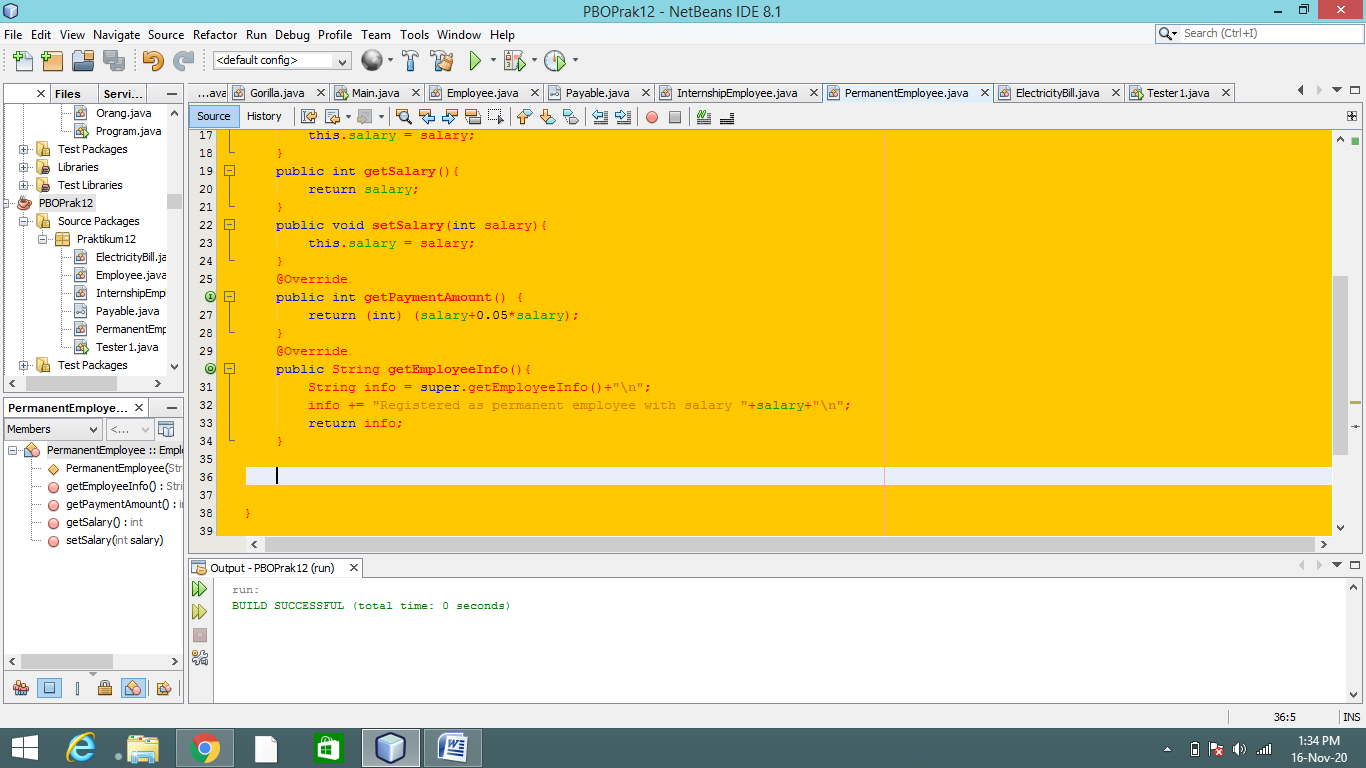 PBOPrak12 - NetBeans IDE 8.1
File Edit View Navigate Source Refactor Run Debug Profile Team Tools Window Help
Search (Ctrl+I)
<default config>
Files Servi...
...ava Gorilla.java Main.java Employee.java Payable.java InternshipEmployee.java PermanentEmployee.java ElectricityBill.java Tester1.java
Source History
Orang.java
Program.java
Test Packages
Libraries
Test Libraries
PBOPrak12
Source Packages
Praktikum12
ElectricityBill.ja
Employee.java
InternshipEmp
Payable.java
PermanentEmp
Tester1.java
Test Packages
17 this.salary = salary;
18 }
19 public int getSalary(){
20 return salary;
21 }
22 public void setSalary(int salary){
23 this.salary = salary;
24 }
25 @Override
public int getPaymentAmount() {
27 return (int) (salary+0.05*salary);
28 }
29 @Override
public String getEmployeeInfo(){
31 String info = super.getEmployeeInfo()+"\n";
32 info += "Registered as permanent employee with salary "+salary+"\n";
33 return info;
34 }
35
36
37
38 }
39
PermanentEmploye...
Members <...
PermanentEmployee :: Empl
PermanentEmployee(Str
getEmployeeInfo() : Stri
getPaymentAmount() : i
getSalary() : int
setSalary(int salary)
Output - PBOPrak12 (run)
run:
BUILD SUCCESSFUL (total time: 0 seconds)
36:5 INS
1:34 PM
16-Nov-20